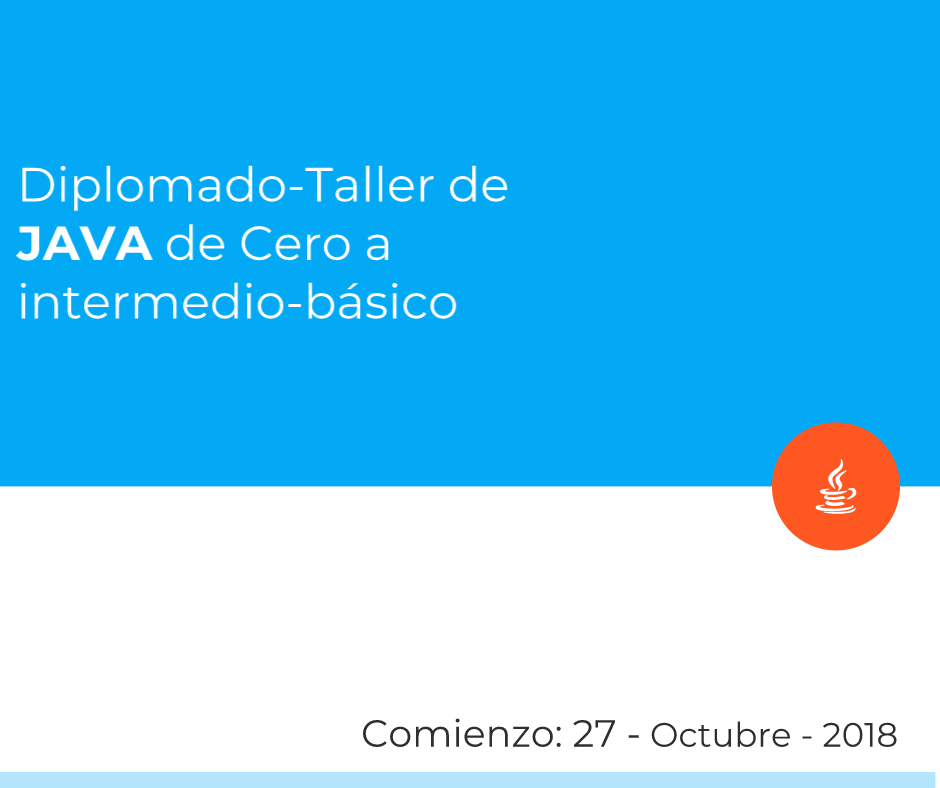 Diplomado-Taller de
JAVA de Cero a
intermedio-básico
Comienzo: 27 - Octubre - 2018